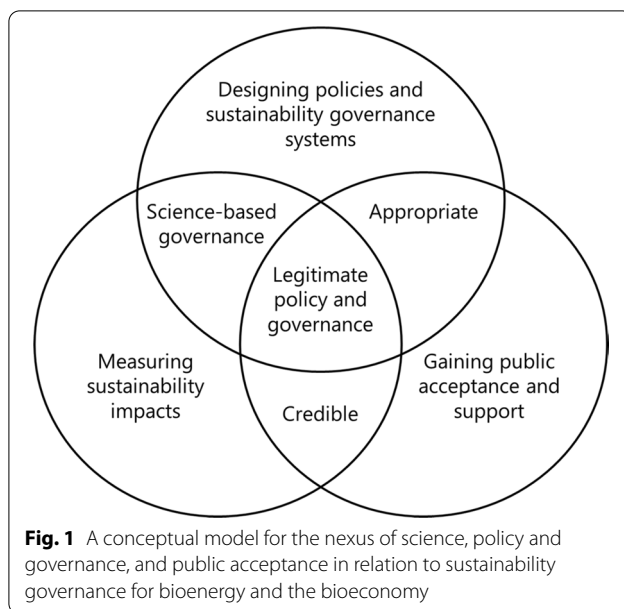 Designing policies and
sustainability governance
systems
Science-based
governance
Appropriate
Legitimate
policy and
governance
Measuring
sustainability
impacts
Gaining public
acceptance and
support
Credible
Fig. 1 A conceptual model for the nexus of science, policy and
governance, and public acceptance in relation to sustainability
governance for bioenergy and the bioeconomy